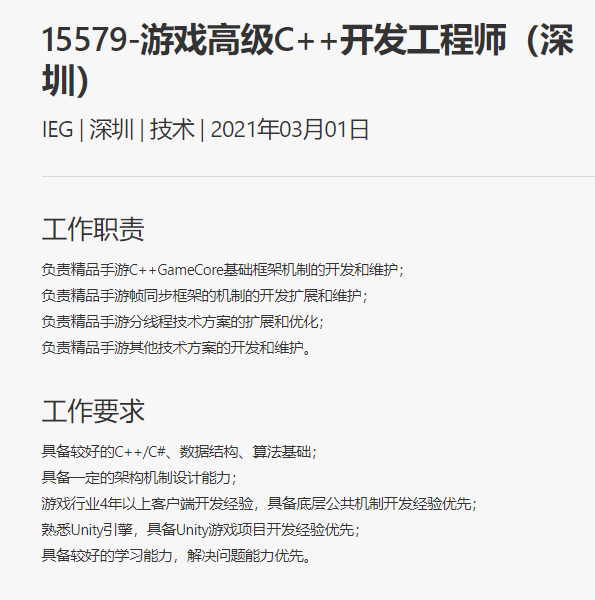 15579-游戏高级C++开发工程师（深
圳）
IEG | 深圳 | 技术 | 2021年03月01日
工作职责
负责精品手游C++GameCore基础框架机制的开发和维护；
负责精品手游帧同步框架的机制的开发扩展和维护；
负责精品手游分线程技术方案的扩展和优化；
负责精品手游其他技术方案的开发和维护。
工作要求
具备较好的C++/C#、数据结构、算法基础；
具备一定的架构机制设计能力；
游戏行业4年以上客户端开发经验，具备底层公共机制开发经验优先；
熟悉Unity引擎，具备Unity游戏项目开发经验优先；
具备较好的学习能力，解决问题能力优先。